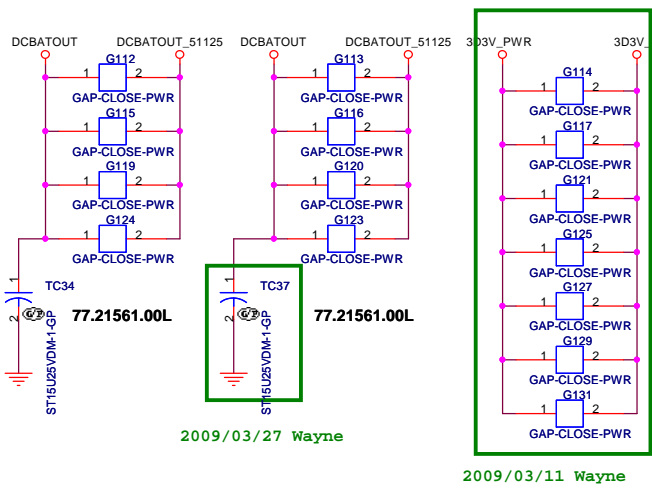 DCBATOUT DCBATOUT_51125 DCBATOUT DCBATOUT_51125 3D3V_PWR 3D3V_
G112
1 2
GAP-CLOSE-PWR
G115
1 2
GAP-CLOSE-PWR
G119
1 2
GAP-CLOSE-PWR
G124
1 2
GAP-CLOSE-PWR
1
TC34
2
77.21561.00L
ST15U25VDM-1-GP
G113
1 2
GAP-CLOSE-PWR
G116
1 2
GAP-CLOSE-PWR
G120
1 2
GAP-CLOSE-PWR
G123
1 2
GAP-CLOSE-PWR
1
TC37
2
77.21561.00L
ST15U25VDM-1-GP
2009/03/27 Wayne
G114
1 2
GAP-CLOSE-PWR
G117
1 2
GAP-CLOSE-PWR
G121
1 2
GAP-CLOSE-PWR
G125
1 2
GAP-CLOSE-PWR
G127
1 2
GAP-CLOSE-PWR
G129
1 2
GAP-CLOSE-PWR
G131
1 2
GAP-CLOSE-PWR
2009/03/11 Wayne